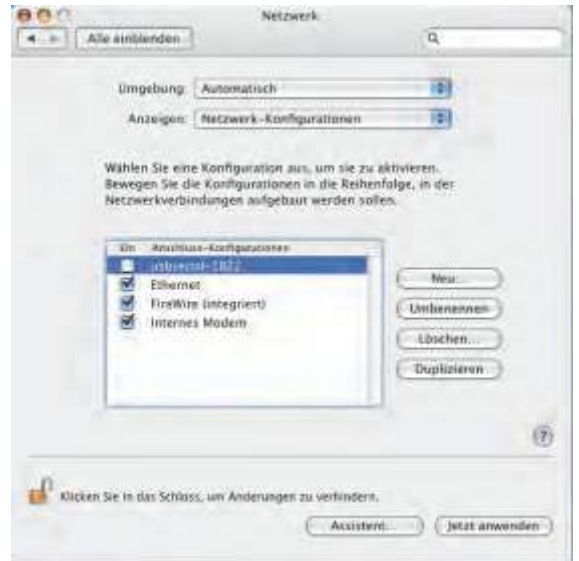 Netzwerk
Alle einblenden
Umgebung: Automatisch
Anzeigen: Netzwerk-Konfigurationen
Wählen Sie eine Konfiguration aus, um sie zu aktivieren.
Bewegen Sie die Konfigurationen in die Reihenfolge, in der
Netzwerkverbindungen aufgebaut werden sollen.
Ein Anschluss-Konfigurationen
Ethernet
FireWire (integriert)
Internes Modem
Neu...
Umbenennen
Löschen...
Duplizieren
?
Klicken Sie in das Schloss, um Änderungen zu verhindern.
Assistent...
Jetzt anwenden